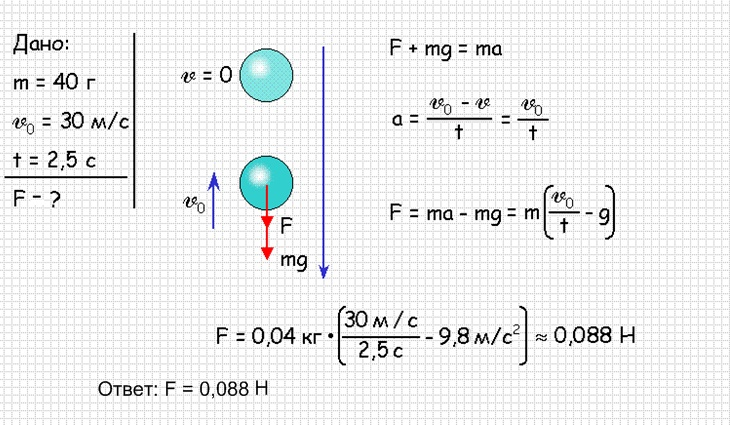 Дано:
m = 40 г
v₀ = 30 м/с
t = 2,5 с
F - ?
v = 0
v₀
F
mg
F + mg = ma
a = (v₀ - v)/t = v₀/t
F = ma - mg = m(v₀/t - g)
F = 0,04 кг • (30 м / с/2,5 с - 9,8 м/с²) ≈ 0,088 Н
Ответ: F = 0,088 Н